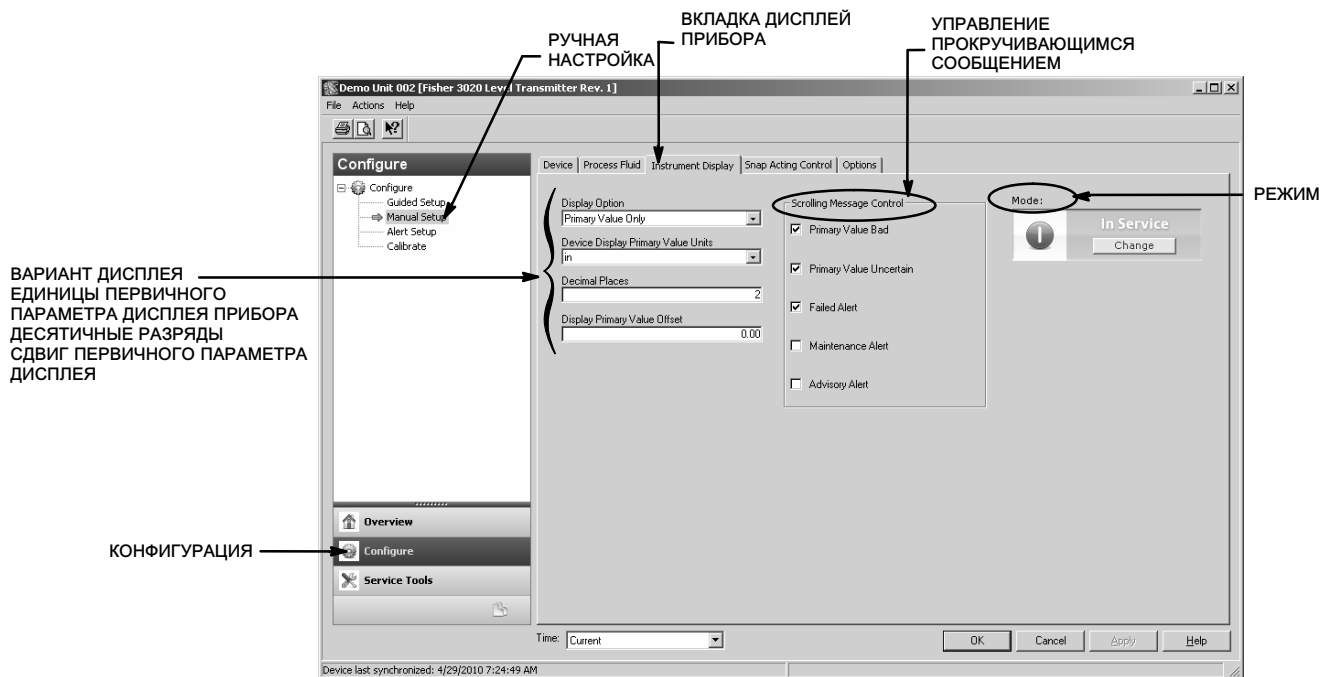 ВКЛАДКА ДИСПЛЕЙ
ПРИБОРА
УПРАВЛЕНИЕ
ПРОКРУЧИВАЮЩИМСЯ
СООБЩЕНИЕМ
РУЧНАЯ
НАСТРОЙКА
Demo Unit 002 [Fisher 3020 Level Transmitter Rev. 1]
File Actions Help
Configure
Configure
Guided Setup
Manual Setup
Alert Setup
Calibrate
Device Process Fluid Instrument Display Snap Acting Control Options
Display Option
Primary Value Only
Device Display Primary Value Units
in
Decimal Places
2
Display Primary Value Offset
0.00
Scrolling Message Control
Primary Value Bad
Primary Value Uncertain
Failed Alert
Maintenance Alert
Advisory Alert
Mode:
In Service
Change
РЕЖИМ
ВАРИАНТ ДИСПЛЕЯ
ЕДИНИЦЫ ПЕРВИЧНОГО
ПАРАМЕТРА ДИСПЛЕЯ ПРИБОРА
ДЕСЯТИЧНЫЕ РАЗРЯДЫ
СДВИГ ПЕРВИЧНОГО ПАРАМЕТРА
ДИСПЛЕЯ
Overview
КОНФИГУРАЦИЯ
Configure
Service Tools
Time: Current
OK Cancel Apply Help
Device last synchronized: 4/29/2010 7:24:49 AM